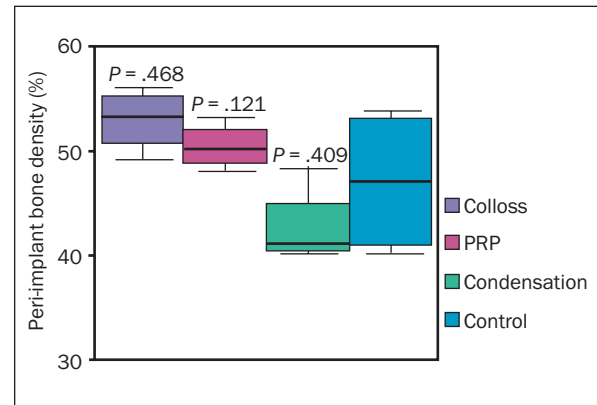 Peri-implant bone density (%)
60
50
40
30
P = .468
P = .121
P = .409
Colloss
PRP
Condensation
Control